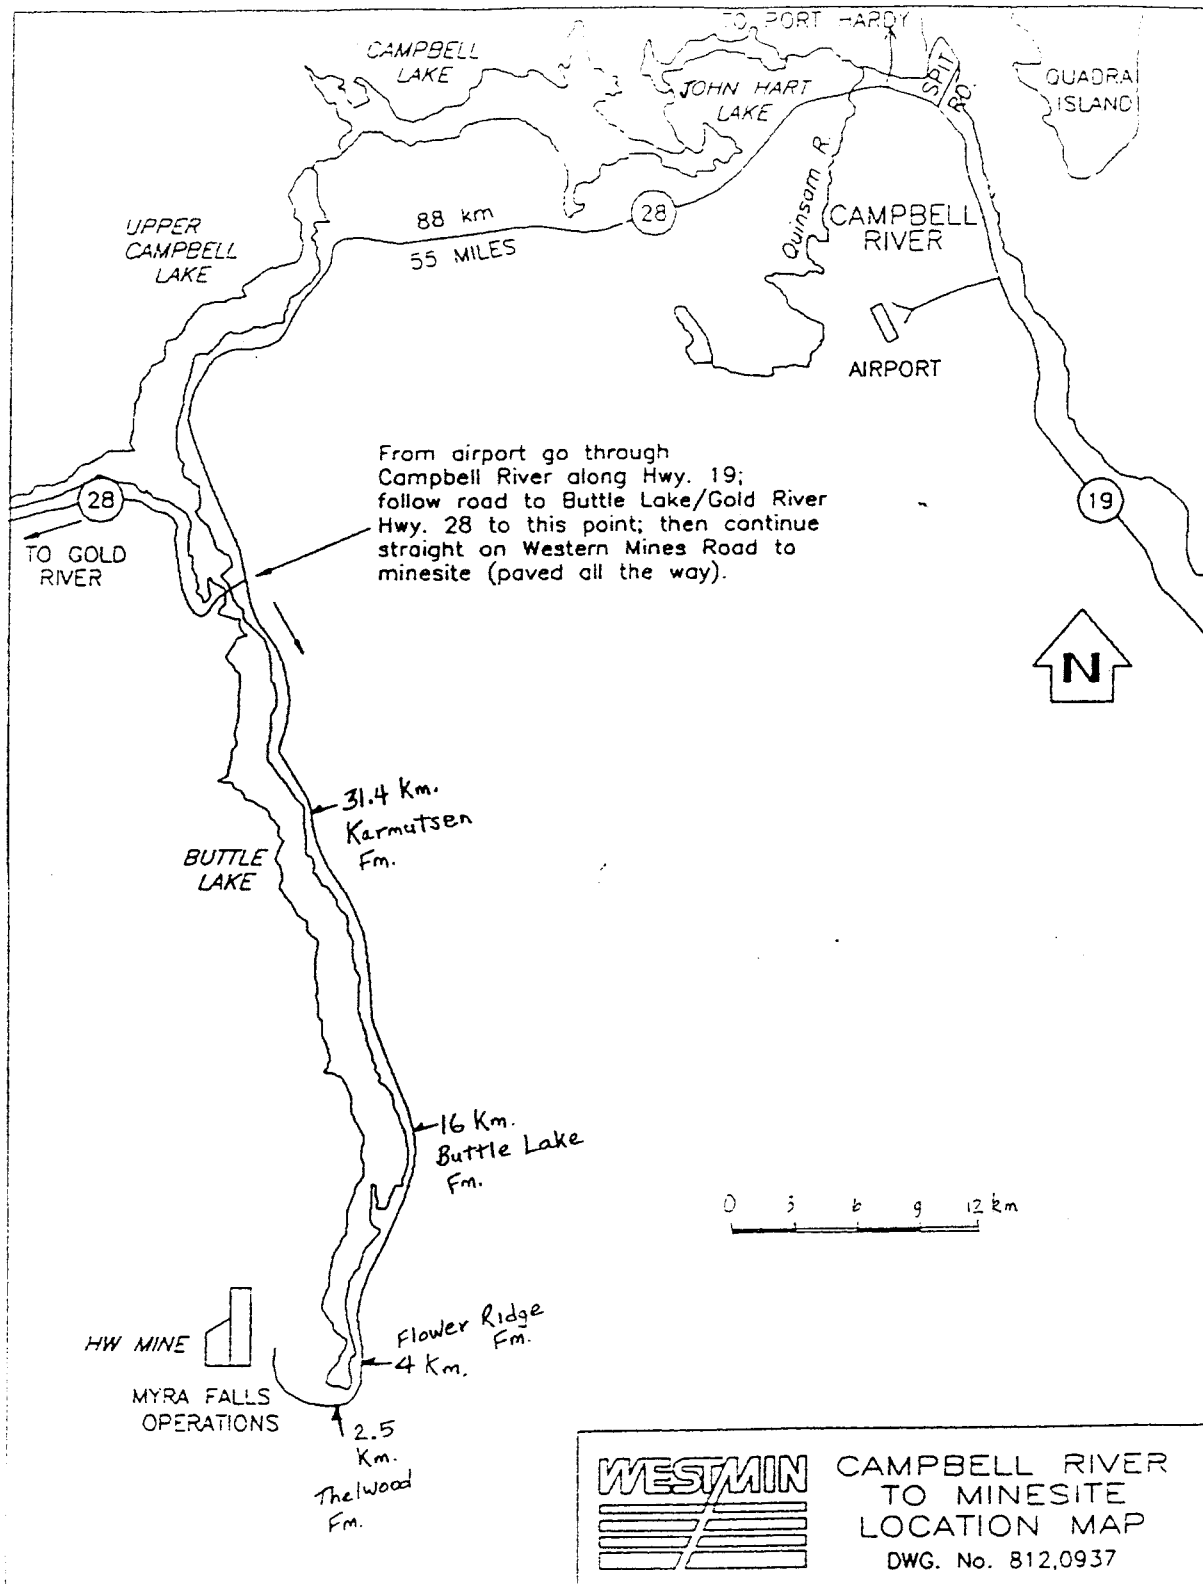 TO PORT HARDY
CAMPBELL
LAKE
JOHN HART
LAKE
SPIT
RD.
QUADRA
ISLAND
Quinsam R.
UPPER
CAMPBELL
LAKE
88 km
55 MILES
28
CAMPBELL
RIVER
AIRPORT
From airport go through
Campbell River along Hwy. 19;
follow road to Buttle Lake/Gold River
Hwy. 28 to this point; then continue
straight on Western Mines Road to
minesite (paved all the way).
28
TO GOLD
RIVER
19
N
31.4 Km.
Karmutsen
Fm.
BUTTLE
LAKE
16 Km.
Buttle Lake
Fm.
0 3 6 9 12 km
Flower Ridge
Fm.
4 Km.
HW MINE
MYRA FALLS
OPERATIONS
2.5
Km.
Thelwood
Fm.
WESTMIN
CAMPBELL RIVER
TO MINESITE
LOCATION MAP
DWG. No. 812,0937